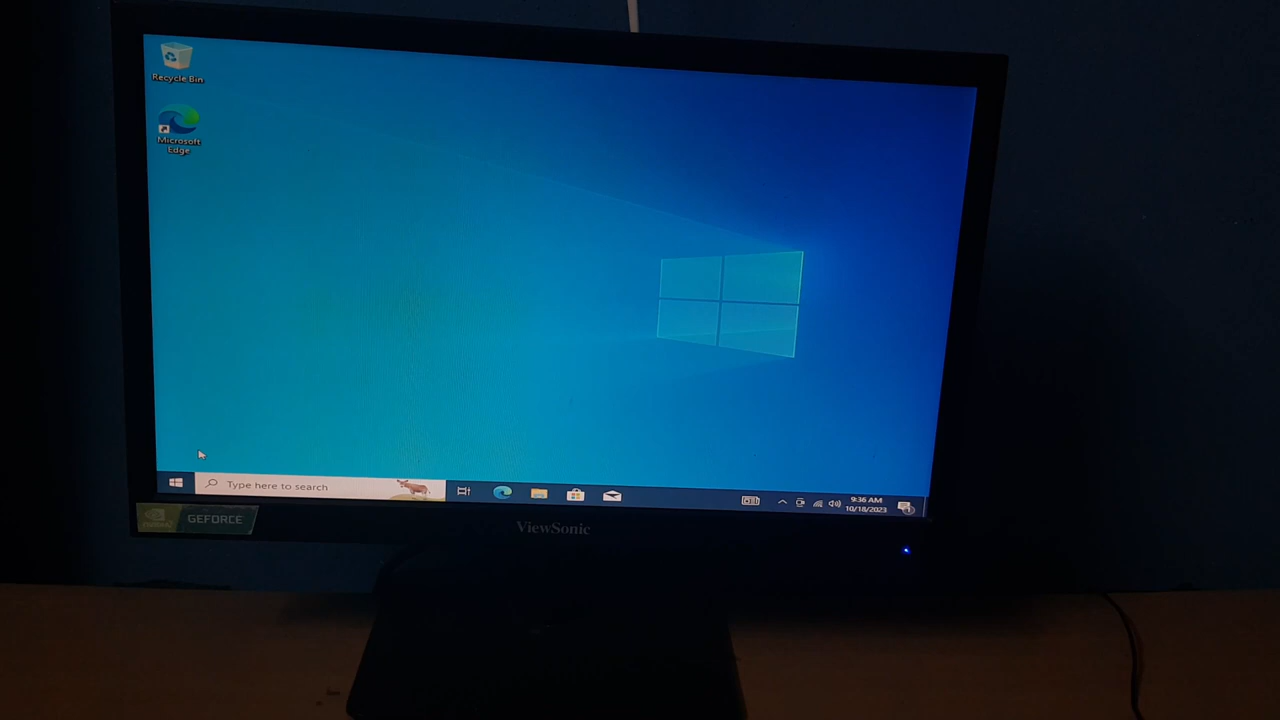 Recycle Bin
Microsoft
Edge
Type here to search
9:36 AM
10/18/2023
GEFORCE
ViewSonic